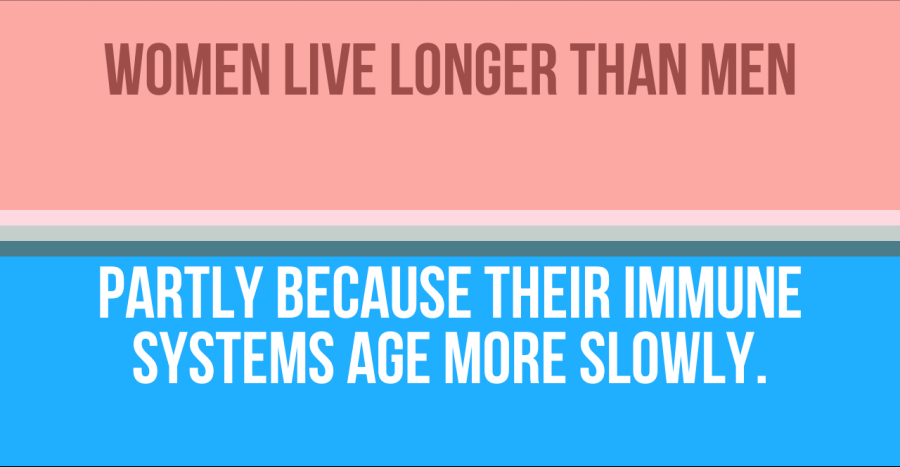 WOMEN LIVE LONGER THAN MEN
PARTLY BECAUSE THEIR IMMUNE
SYSTEMS AGE MORE SLOWLY.